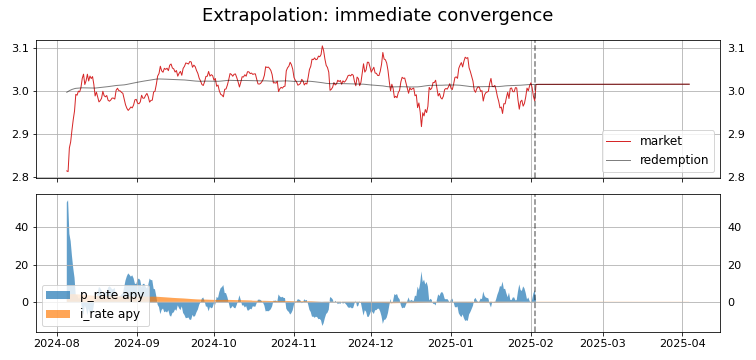 Extrapolation: immediate convergence
3.1 3.1
3.0 3.0
2.9 2.9
2.8 2.8
market
redemption
40 40
20 20
0 0
p_rate apy
i_rate apy
2024-08 2024-09 2024-10 2024-11 2024-12 2025-01 2025-02 2025-03 2025-04